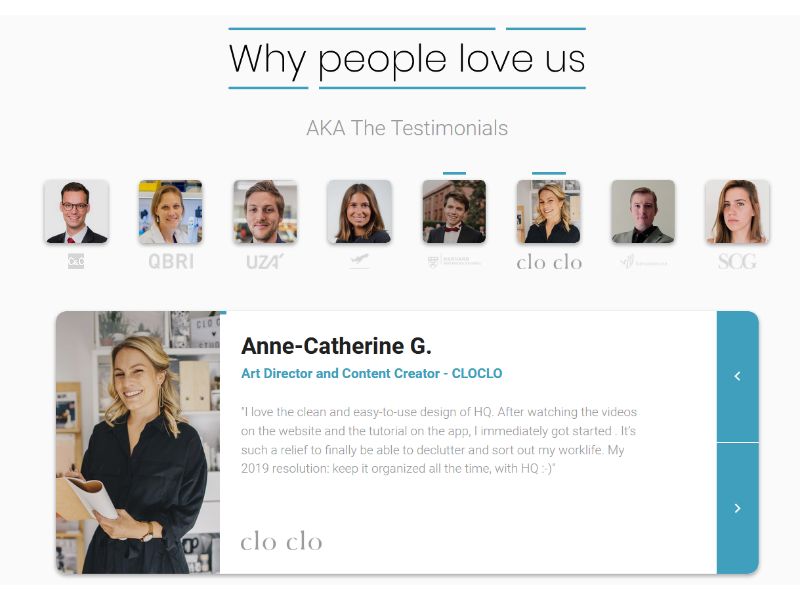 Why people love us
AKA The Testimonials
C&C
QBRI
UZA'
HARVARD
clo clo
SCG
CLO C
STUD
Anne-Catherine G.
Art Director and Content Creator - CLOCLO
"I love the clean and easy-to-use design of HQ. After watching the videos
on the website and the tutorial on the app, I immediately got started . It's
such a relief to finally be able to declutter and sort out my worklife. My
2019 resolution: keep it organized all the time, with HQ :-)"
clo clo